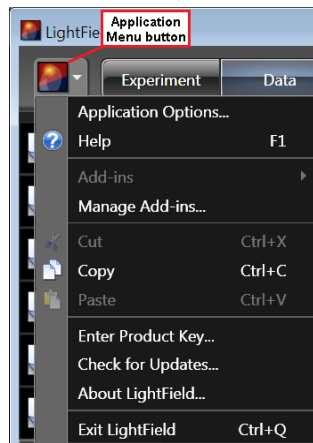 LightFie
Application
Menu button
Experiment Data
Application Options...
Help F1
Add-ins
Manage Add-ins...
Cut Ctrl+X
Copy Ctrl+C
Paste Ctrl+V
Enter Product Key...
Check for Updates...
About LightField...
Exit LightField Ctrl+Q